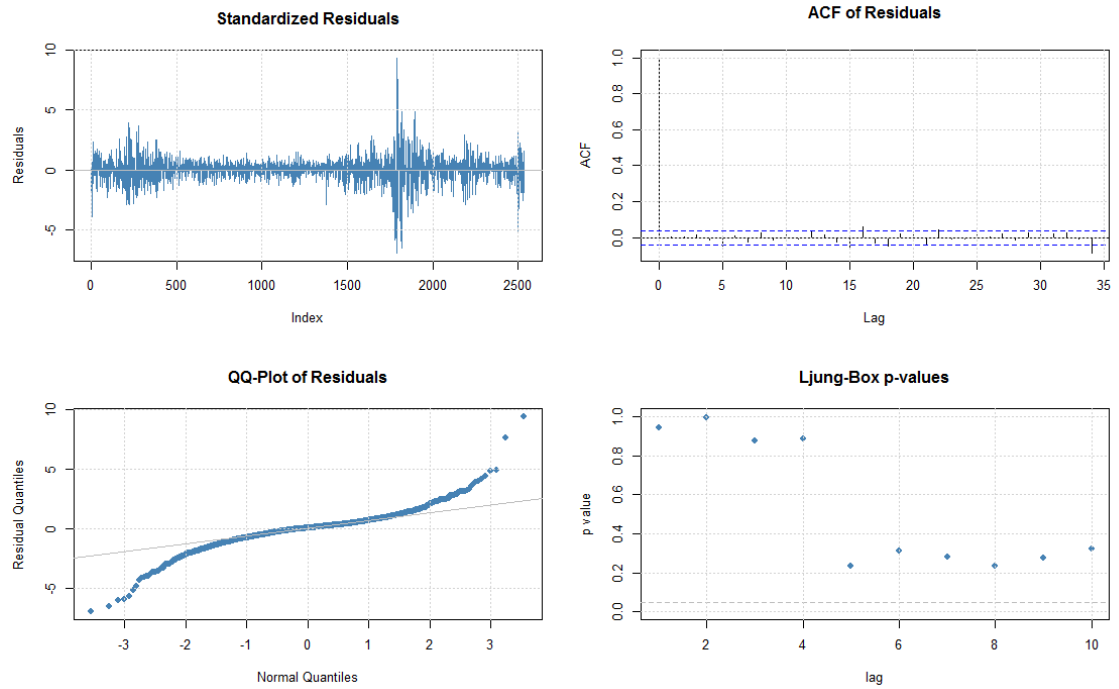 Standardized Residuals
10
5
0
-5
Residuals
0 500 1000 1500 2000 2500
Index
ACF of Residuals
1.0
0.8
0.6
0.4
0.2
0.0
ACF
0 5 10 15 20 25 30 35
Lag
QQ-Plot of Residuals
10
5
0
-5
Residual Quantiles
-3 -2 -1 0 1 2 3
Normal Quantiles
Ljung-Box p-values
1.0
0.8
0.6
0.4
0.2
0.0
p value
2 4 6 8 10
lag